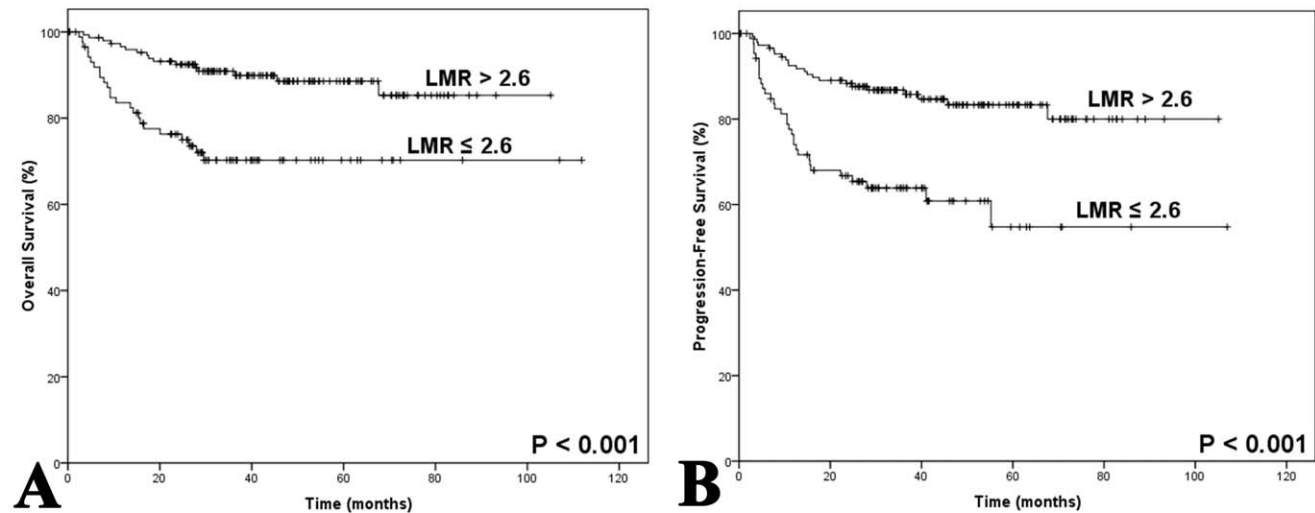 Overall Survival (%)
100
80
60
40
20
0
LMR > 2.6
LMR ≤ 2.6
P < 0.001
0 20 40 60 80 100 120
Time (months)
A
Progression-Free Survival (%)
100
80
60
40
20
0
LMR > 2.6
LMR ≤ 2.6
P < 0.001
0 20 40 60 80 100 120
Time (months)
B